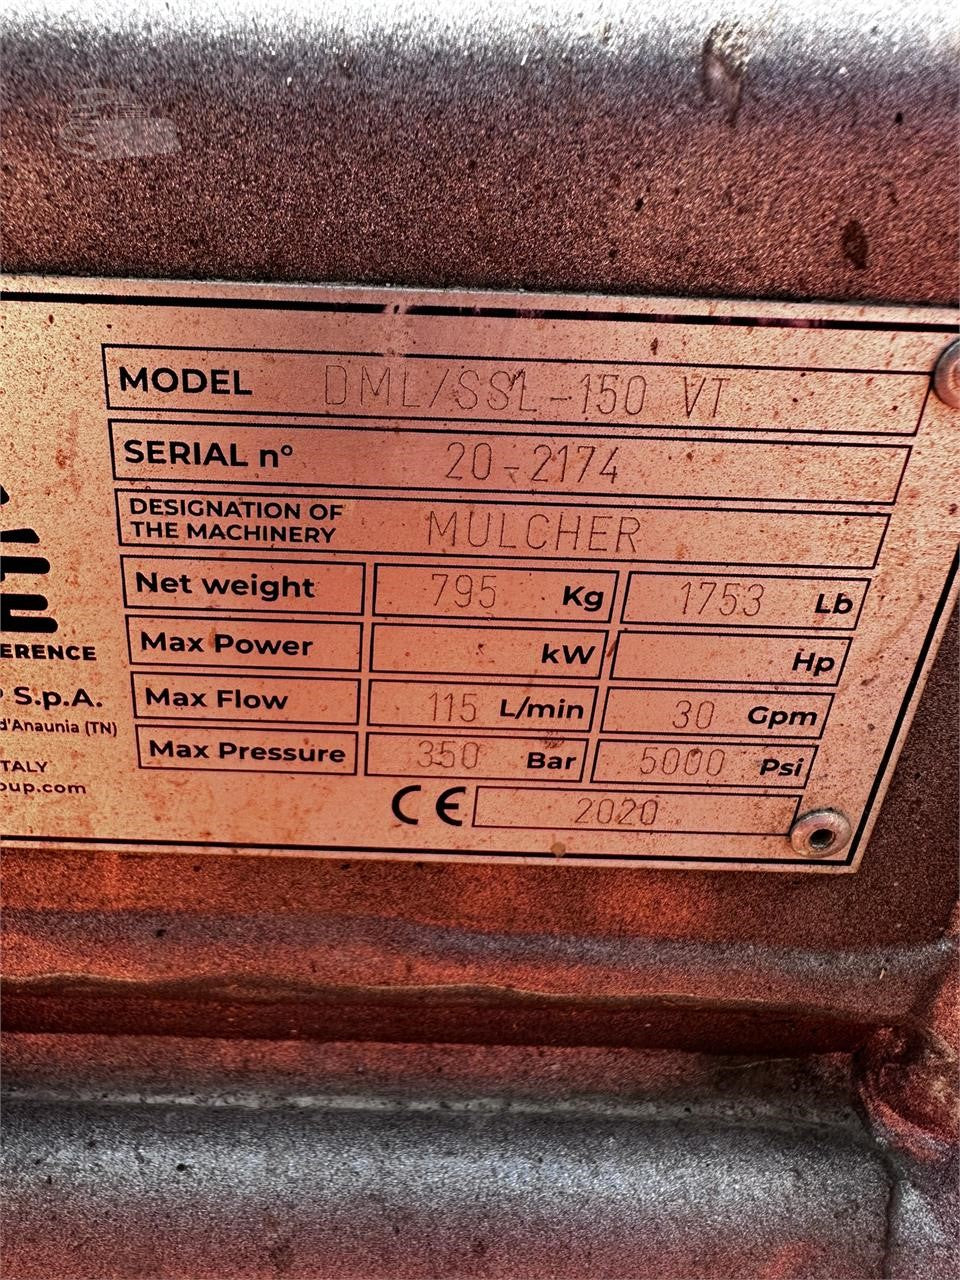 MODEL DML/SSL-150 VT
SERIAL n° 20-2174
DESIGNATION OF
THE MACHINERY MULCHER
Net weight 795 Kg 1753 Lb
Max Power kW Hp
Max Flow 115 L/min 30 Gpm
Max Pressure 350 Bar 5000 Psi
CE 2020
ERENCE
S.p.A.
d'Anaunia (TN)
TALY
oup.com